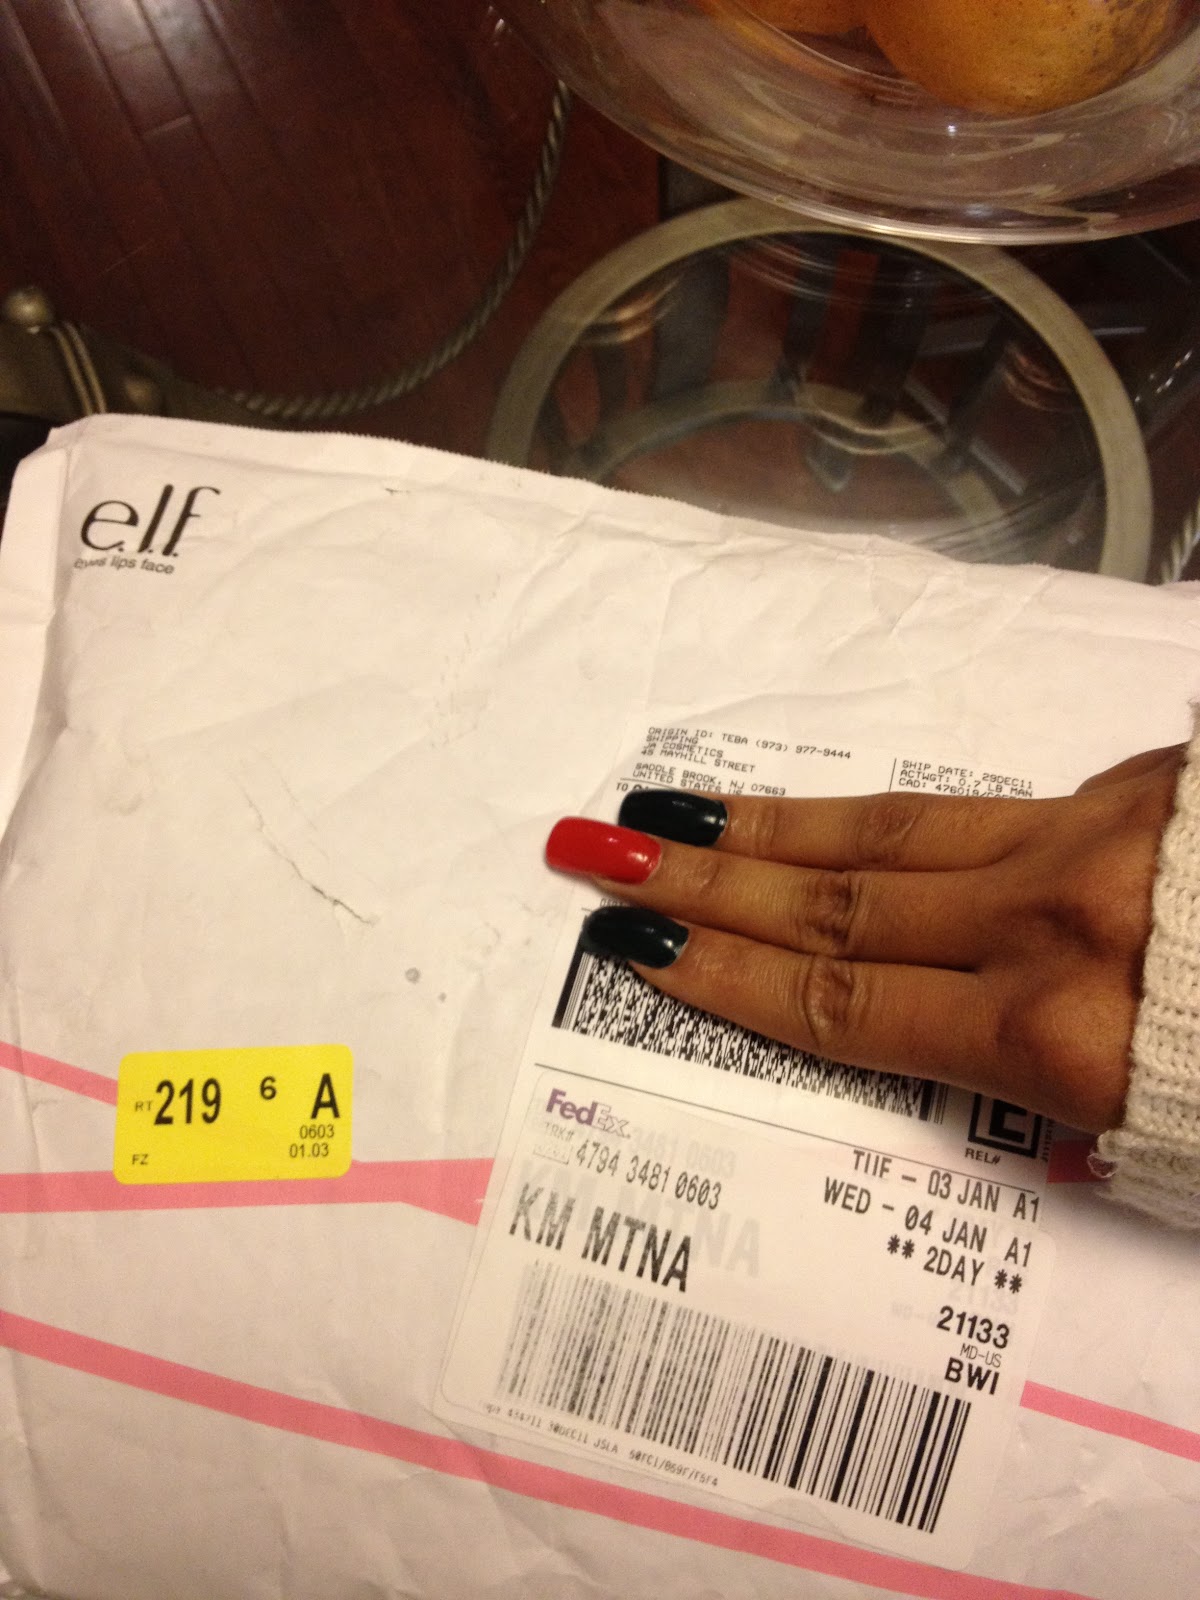 e.l.f.
eyes lips face
ORIGIN ID: TEBA (973) 977-9444
SHIPPING
JA COSMETICS
45 MAYHILL STREET
SADDLE BROOK, NJ 07663
UNITED STATES US
SHIP DATE: 29DEC11
ACTWGT: 0.7 LB MAN
CAD:
TO
E
REL#
FedEx
TRK# 4794 3481 0603
TUE - 03 JAN A1
WED - 04 JAN A1
** 2DAY **
KM MTNA
21133
MD-US
BWI
RT 219 6 A
0603
FZ 01.03